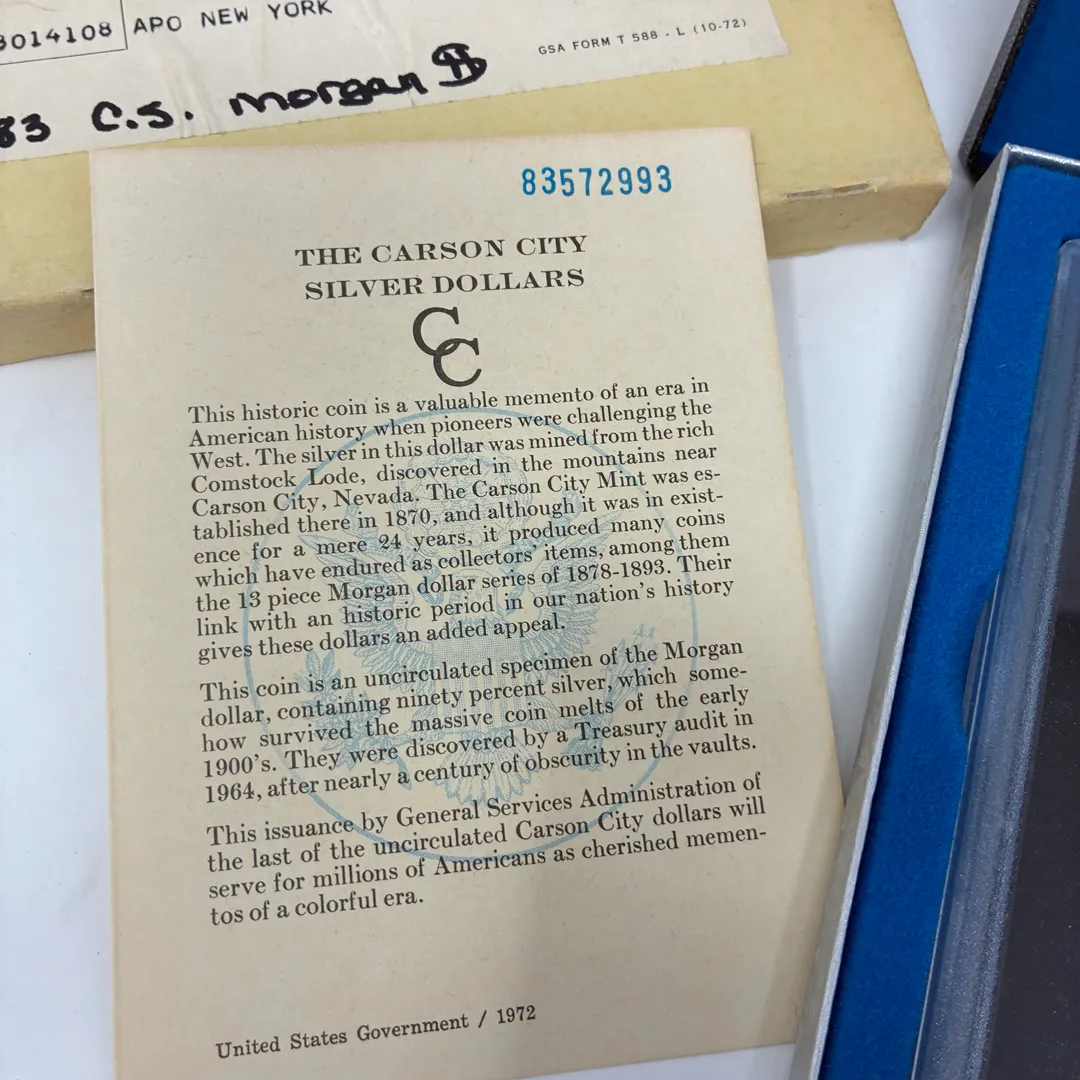 3014108 APO NEW YORK
GSA FORM T 588 - L (10-72)
83 C.S. morgan $
83572993
THE CARSON CITY
SILVER DOLLARS
CC
This historic coin is a valuable memento of an era in
American history when pioneers were challenging the
West. The silver in this dollar was mined from the rich
Comstock Lode, discovered in the mountains near
Carson City, Nevada. The Carson City Mint was es-
tablished there in 1870, and although it was in exist-
ence for a mere 24 years, it produced many coins
which have endured as collectors' items, among them
the 13 piece Morgan dollar series of 1878-1893. Their
link with an historic period in our nation's history
gives these dollars an added appeal.
This coin is an uncirculated specimen of the Morgan
dollar, containing ninety percent silver, which some-
how survived the massive coin melts of the early
1900's. They were discovered by a Treasury audit in
1964, after nearly a century of obscurity in the vaults.
This issuance by General Services Administration of
the last of the uncirculated Carson City dollars will
serve for millions of Americans as cherished memen-
tos of a colorful era.
United States Government / 1972